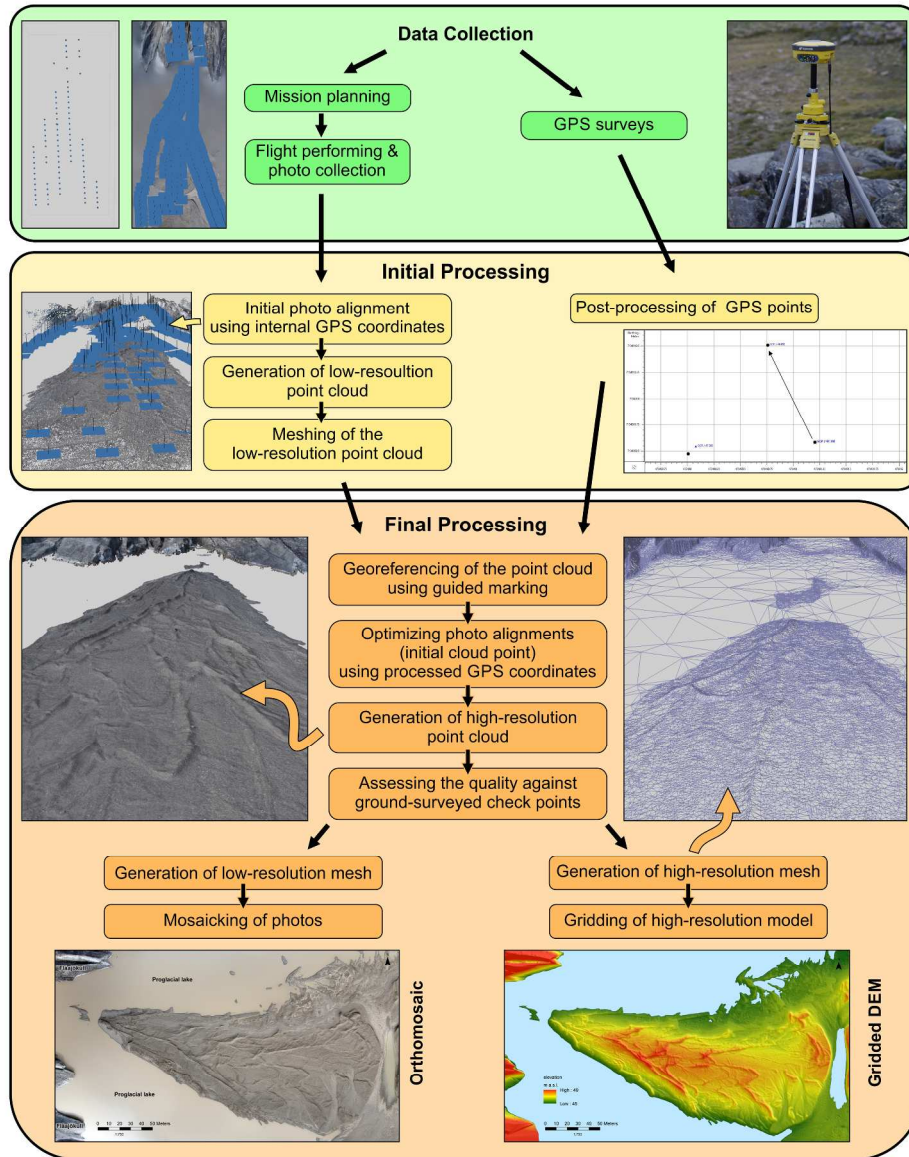 Data Collection
Mission planning
Flight performing &
photo collection
GPS surveys
Initial Processing
Initial photo alignment
using internal GPS coordinates
Generation of low-resoultion
point cloud
Meshing of the
low-resolution point cloud
Post-processing of GPS points
Final Processing
Georeferencing of the point cloud
using guided marking
Optimizing photo alignments
(initial cloud point)
using processed GPS coordinates
Generation of high-resolution
point cloud
Assessing the quality against
ground-surveyed check points
Generation of low-resolution mesh
Mosaicking of photos
Generation of high-resolution mesh
Gridding of high-resolution model
Flaajökull
Proglacial lake
Proglacial lake
Flaajökull
0 10 20 30 40 50 Meters
Orthomosaic
elevation
m a.s.l.
High : 49
Low : 45
0 10 20 30 40 50 Meters
Gridded DEM